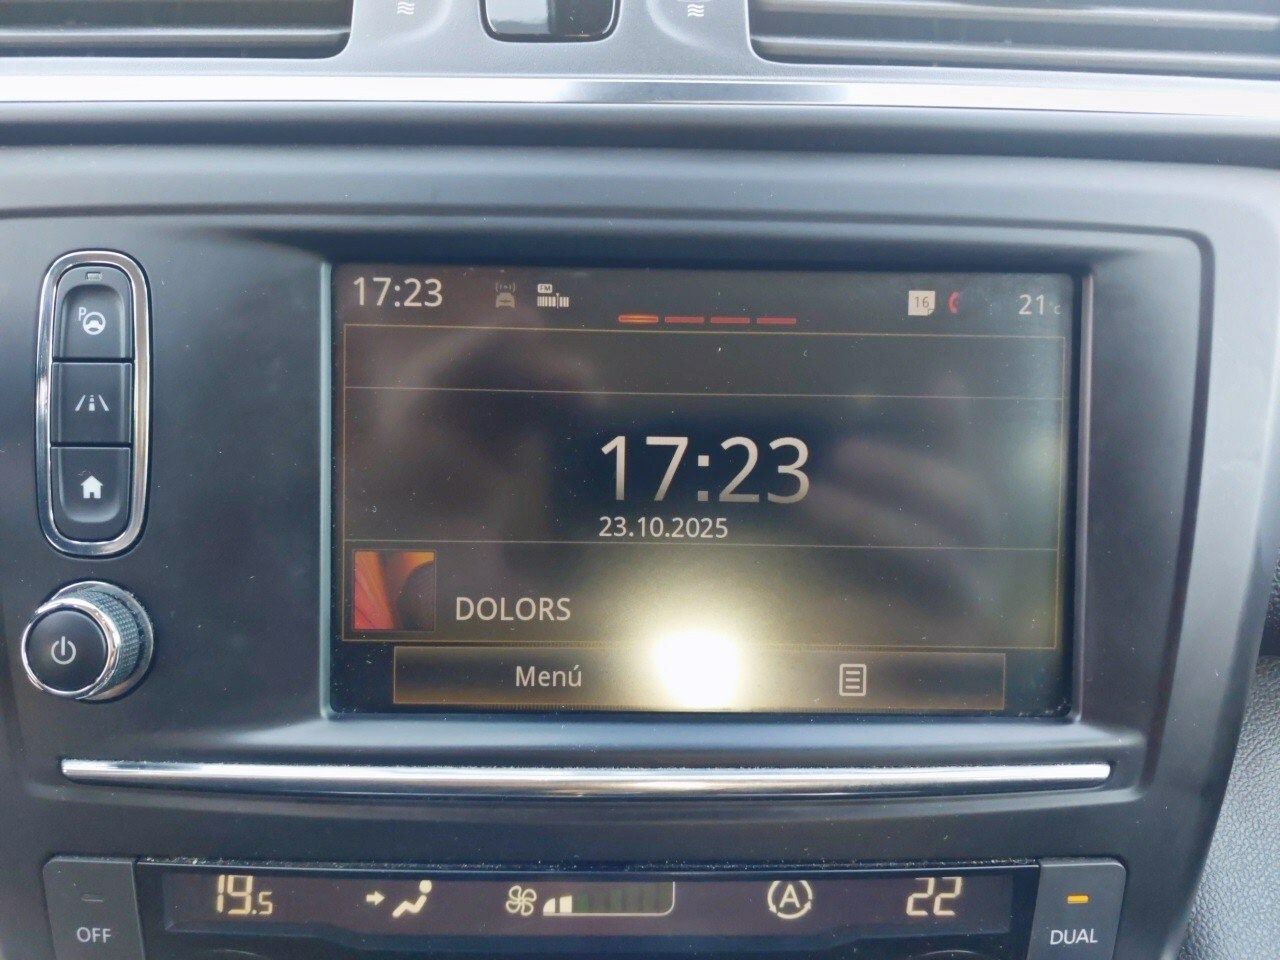 17:23 FM 16 21 c
17:23
23.10.2025
DOLORS
Menú
P
19.5 A 22
OFF
DUAL